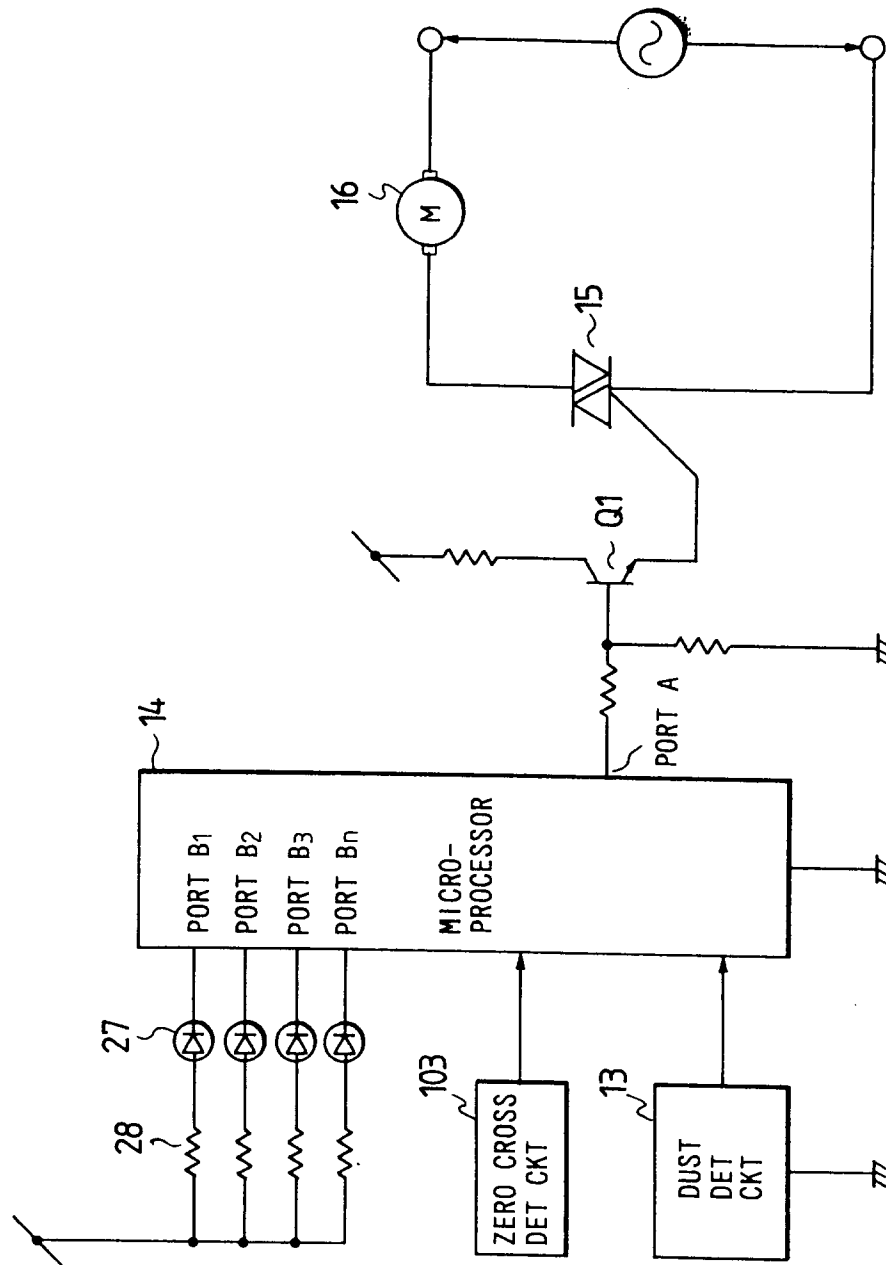 14
PORT B1
PORT B2
PORT B3
PORT Bn
MICRO-
PROCESSOR
PORT A
27
28
103
ZERO CROSS
DET CKT
13
DUST
DET
CKT
Q1
15
16
M